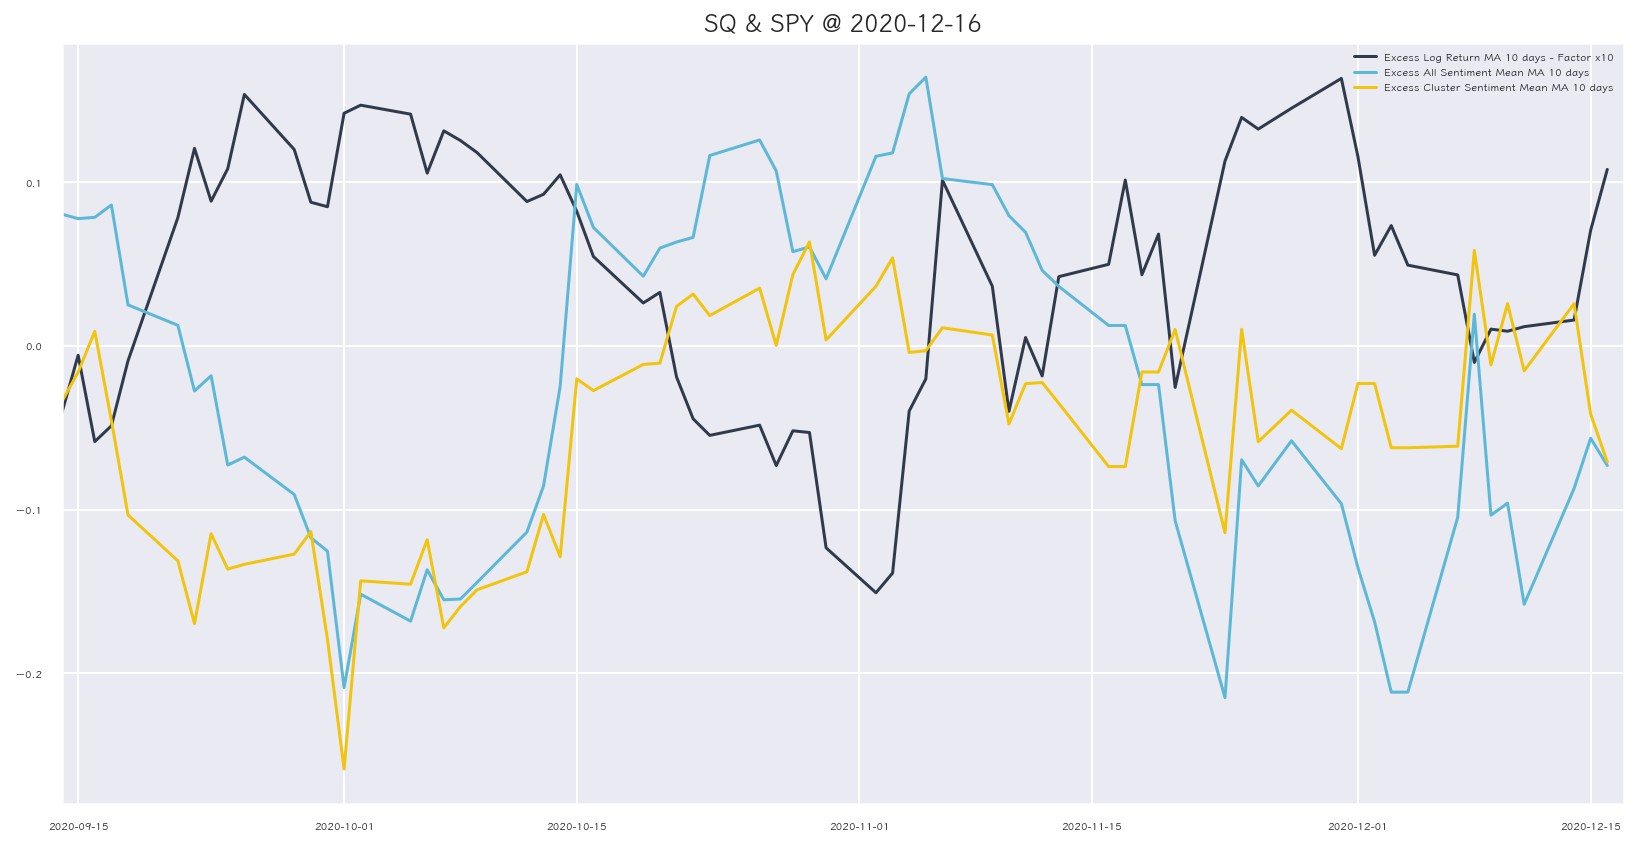 SQ & SPY @ 2020-12-16
Excess Log Return MA 10 days - Factor x10
Excess All Sentiment Mean MA 10 days
Excess Cluster Sentiment Mean MA 10 days
0.1
0.0
−0.1
−0.2
2020-09-15 2020-10-01 2020-10-15 2020-11-01 2020-11-15 2020-12-01 2020-12-15